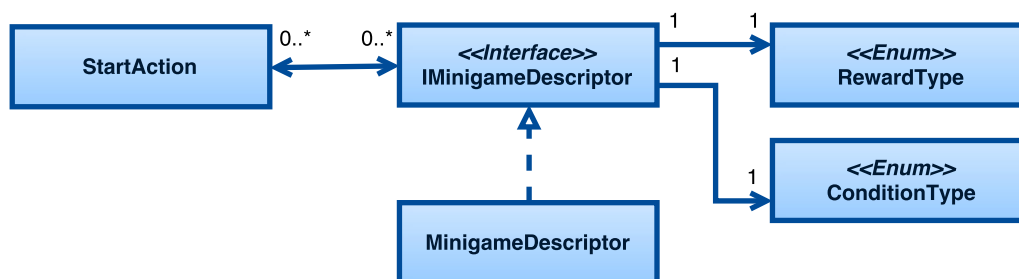 StartAction
0..*
0..*
<<Interface>>
IMinigameDescriptor
1
1
<<Enum>>
RewardType
1
1
<<Enum>>
ConditionType
MinigameDescriptor